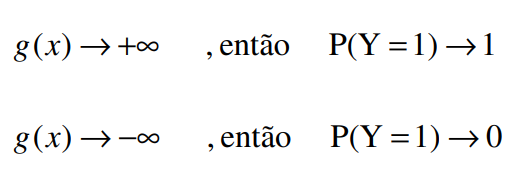 g(x) → +∞ , então P(Y = 1) → 1
g(x) → −∞ , então P(Y = 1) → 0